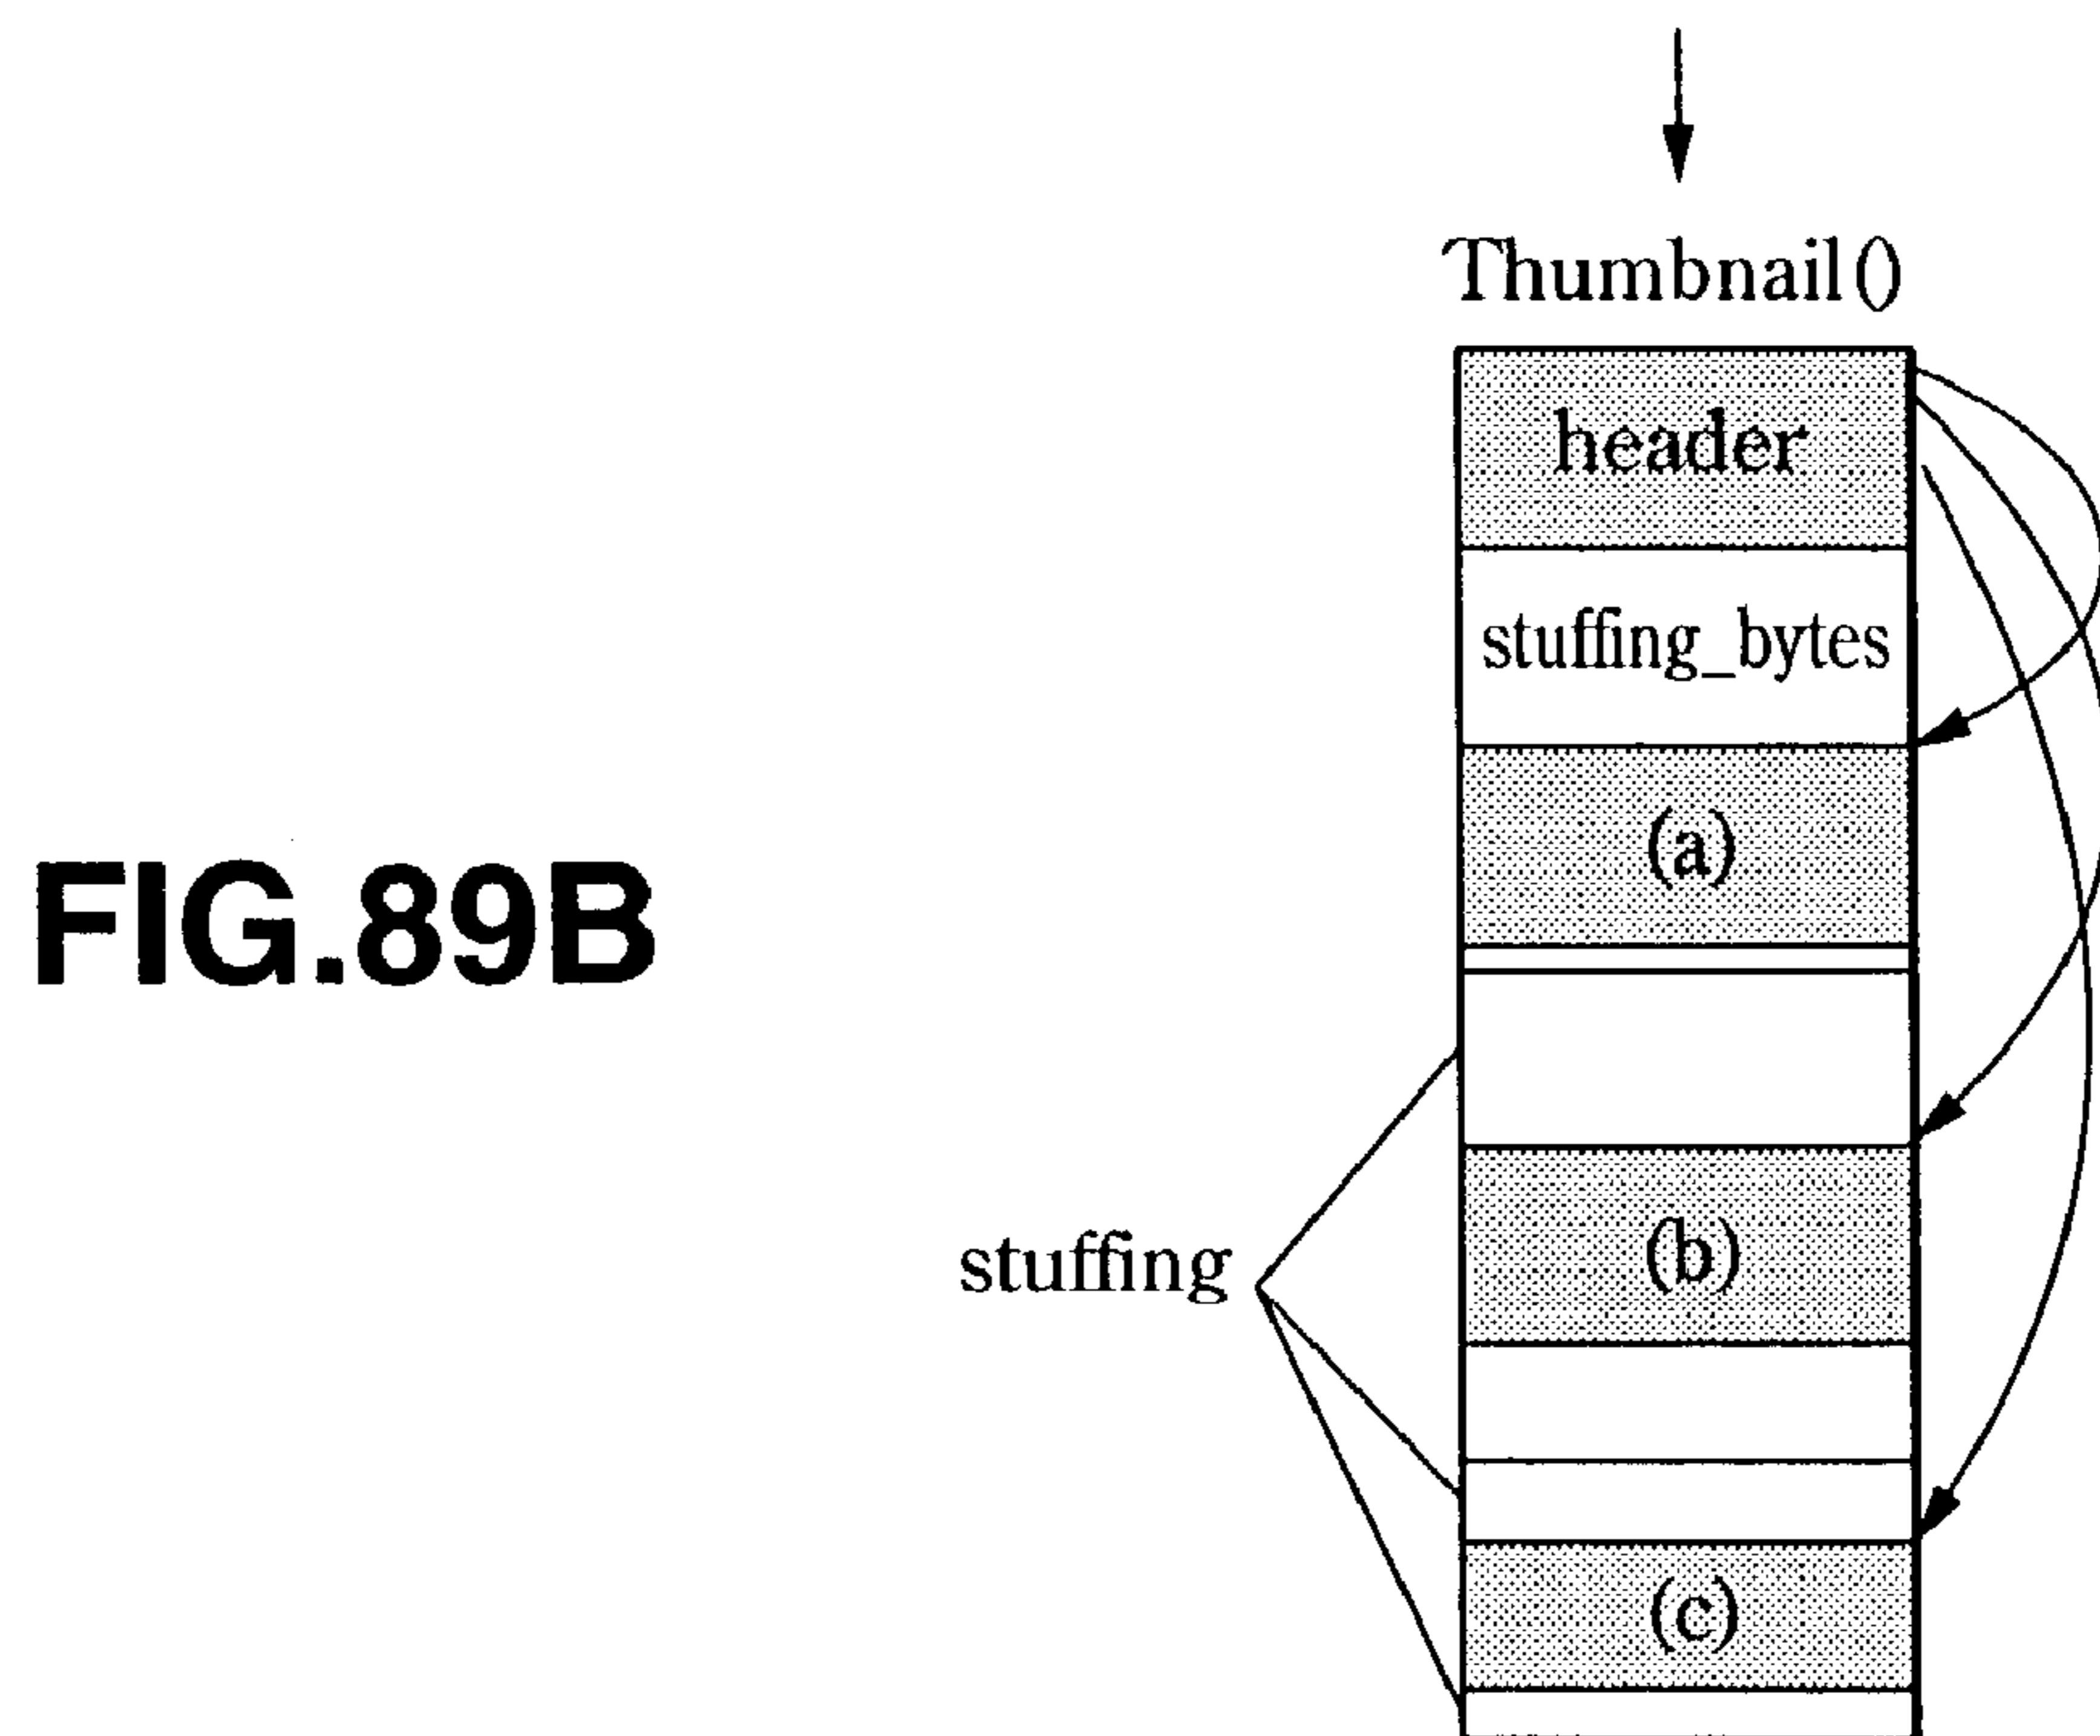 Thumbnail()
header
stuffing_bytes
(a)
FIG.89B
(b)
stuffing
(c)